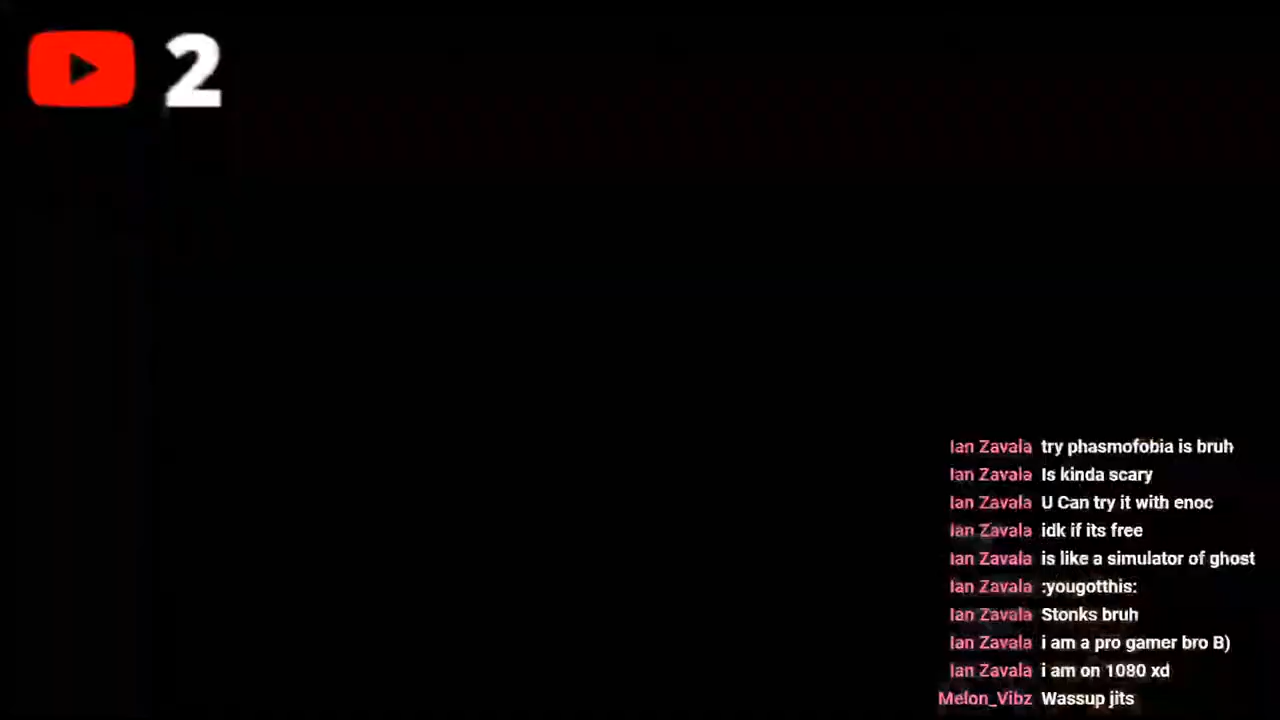 2
Ian Zavala try phasmofobia is bruh
Ian Zavala Is kinda scary
Ian Zavala U Can try it with enoc
Ian Zavala idk if its free
Ian Zavala is like a simulator of ghost
Ian Zavala :yougotthis:
Ian Zavala Stonks bruh
Ian Zavala i am a pro gamer bro B)
Ian Zavala i am on 1080 xd
Melon_Vibz Wassup jits